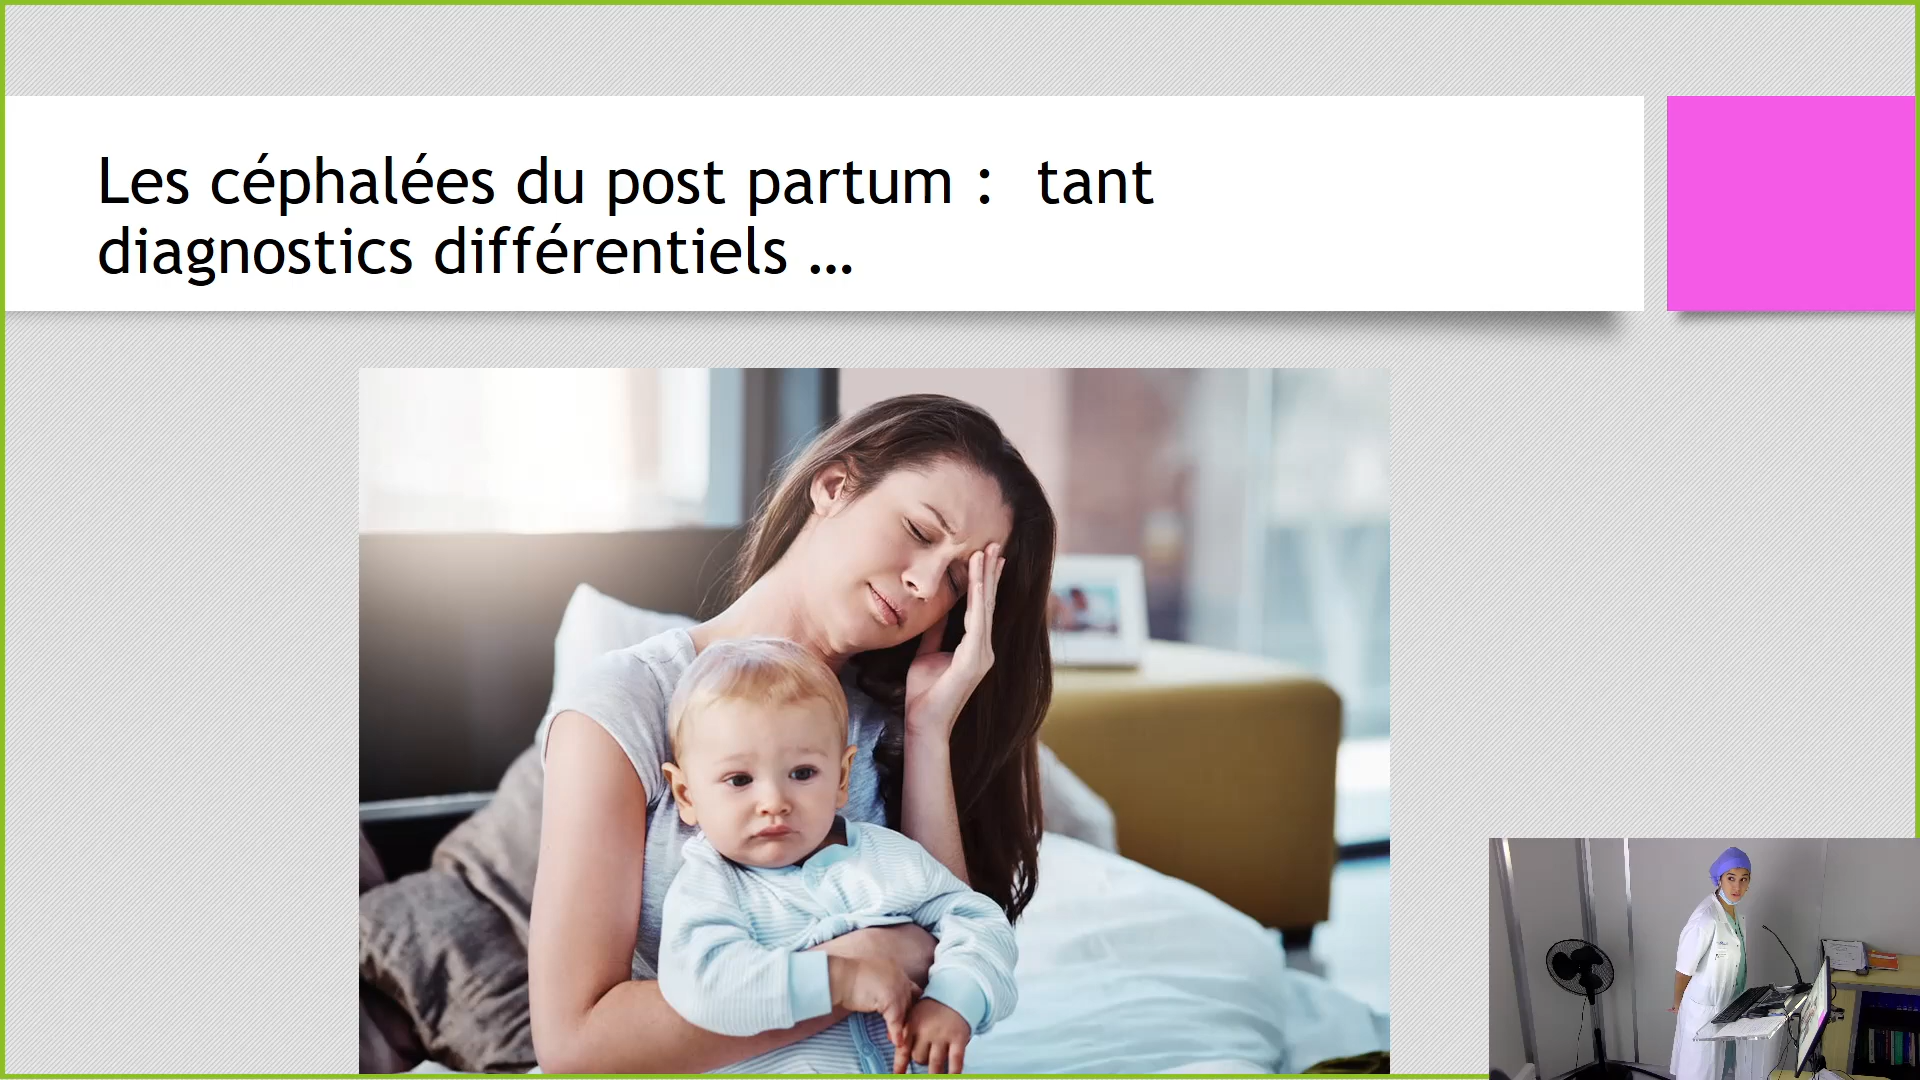 Les céphalées du post partum :  tant
diagnostics différentiels ...